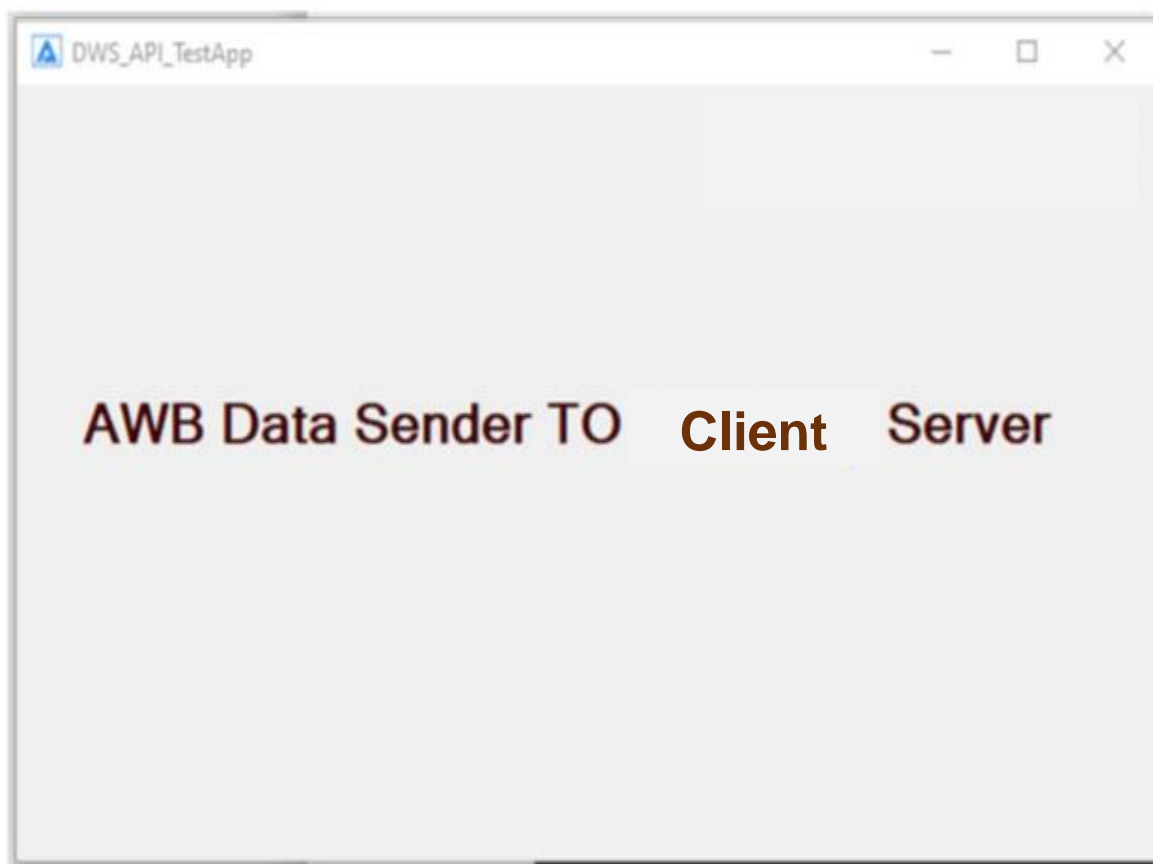 DWS_API_TestApp
AWB Data Sender TO Client Server